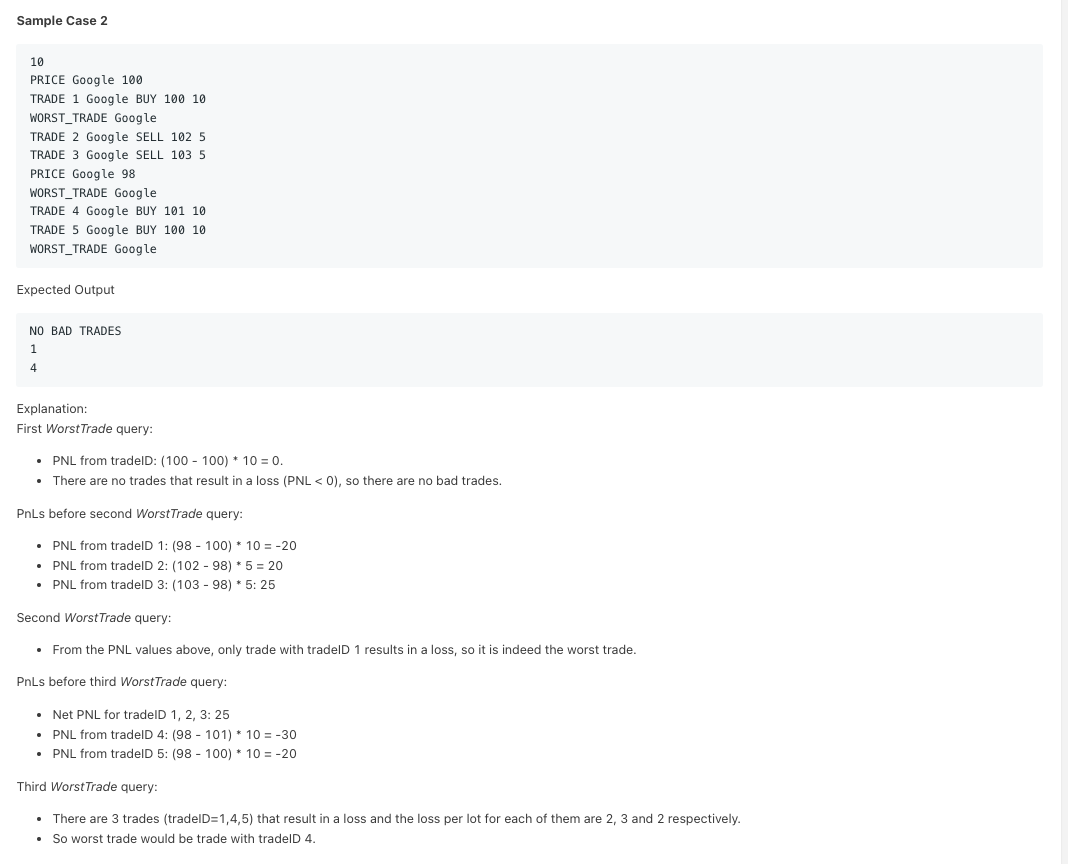 Sample Case 2
10
PRICE Google 100
TRADE 1 Google BUY 100 10
WORST_TRADE Google
TRADE 2 Google SELL 102 5
TRADE 3 Google SELL 103 5
PRICE Google 98
WORST_TRADE Google
TRADE 4 Google BUY 101 10
TRADE 5 Google BUY 100 10
WORST_TRADE Google
Expected Output
NO BAD TRADES
1
4
Explanation:
First WorstTrade query:
• PNL from tradeID: (100 - 100) * 10 = 0.
• There are no trades that result in a loss (PNL < 0), so there are no bad trades.
PnLs before second WorstTrade query:
• PNL from tradeID 1: (98 - 100) * 10 = -20
• PNL from tradeID 2: (102 - 98) * 5 = 20
• PNL from tradeID 3: (103 - 98) * 5: 25
Second WorstTrade query:
• From the PNL values above, only trade with tradeID 1 results in a loss, so it is indeed the worst trade.
PnLs before third WorstTrade query:
• Net PNL for tradeID 1, 2, 3: 25
• PNL from tradeID 4: (98 - 101) * 10 = -30
• PNL from tradeID 5: (98 - 100) * 10 = -20
Third WorstTrade query:
• There are 3 trades (tradeID=1,4,5) that result in a loss and the loss per lot for each of them are 2, 3 and 2 respectively.
• So worst trade would be trade with tradeID 4.